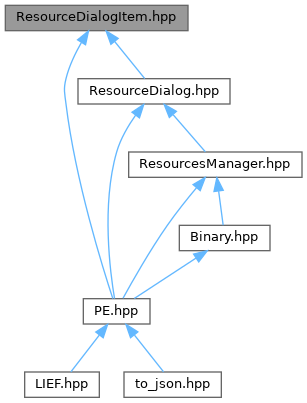 ResourceDialogItem.hpp
ResourceDialog.hpp
ResourcesManager.hpp
Binary.hpp
PE.hpp
LIEF.hpp
to_json.hpp